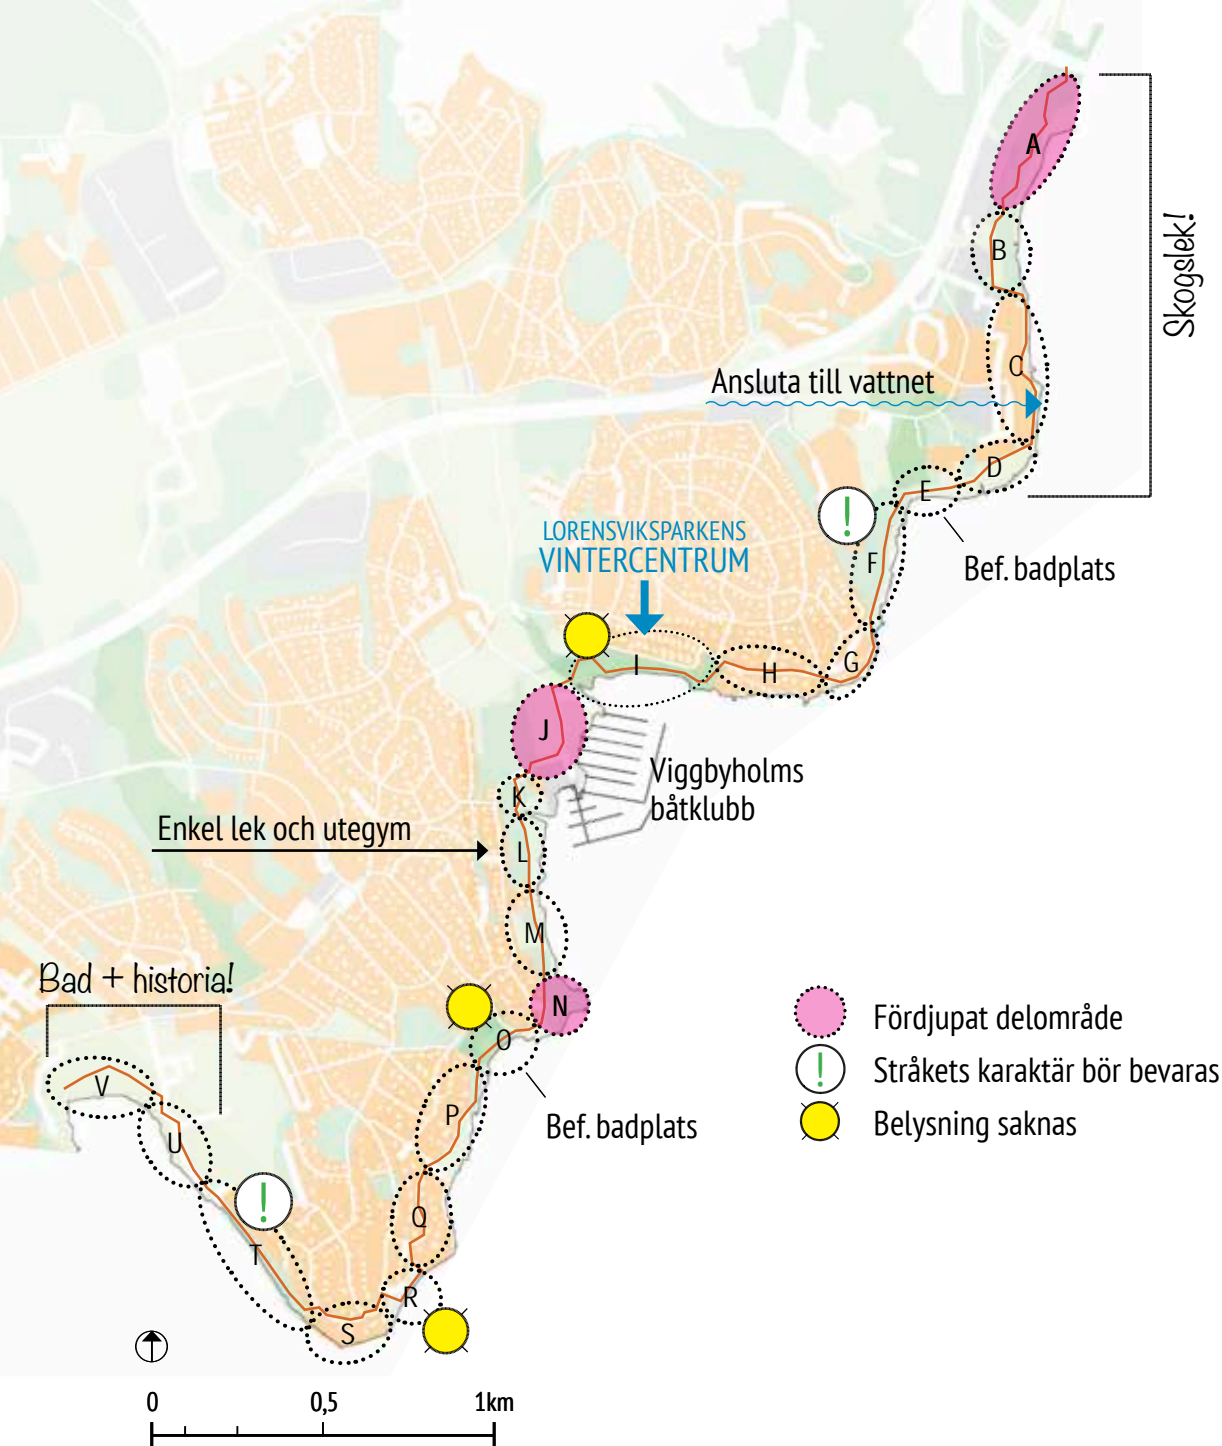 A
B
Skogslek!
C
Ansluta till vattnet
D
E
!
F
Bef. badplats
LORENSVIKSPARKENS
VINTERCENTRUM
G
H
I
J
Viggbyholms
båtklubb
K
Enkel lek och utegym
L
M
Bad + historia!
N
O
Bef. badplats
P
V
U
!
Q
T
R
S
Fördjupat delområde
! Stråkets karaktär bör bevaras
Belysning saknas
0 0,5 1km